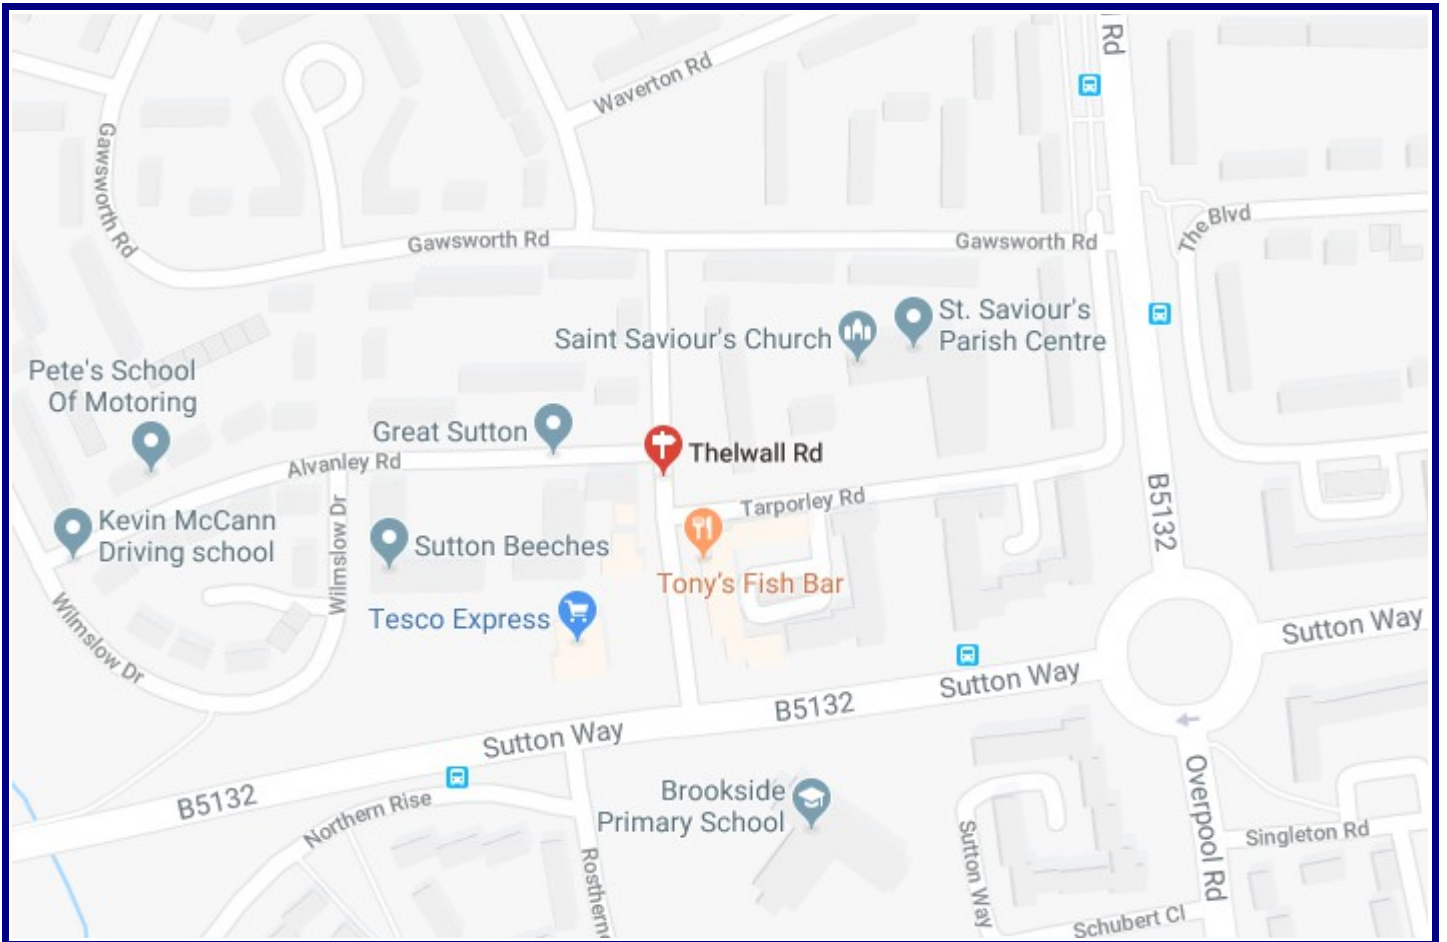 Rd
Waverton Rd
Gawsworth Rd
The Blvd
Gawsworth Rd
Gawsworth Rd
St. Saviour's
Parish Centre
Saint Saviour's Church
Pete's School
Of Motoring
Great Sutton
Thelwall Rd
Alvanley Rd
Tarporley Rd
B5132
Kevin McCann
Driving school
Wilmslow Dr
Sutton Beeches
Tony's Fish Bar
Tesco Express
Wilmslow Dr
Sutton Way
Sutton Way
B5132
Sutton Way
B5132
Northern Rise
Brookside
Primary School
Overpool Rd
Singleton Rd
Sutton Way
Rosthern
Schubert Cl